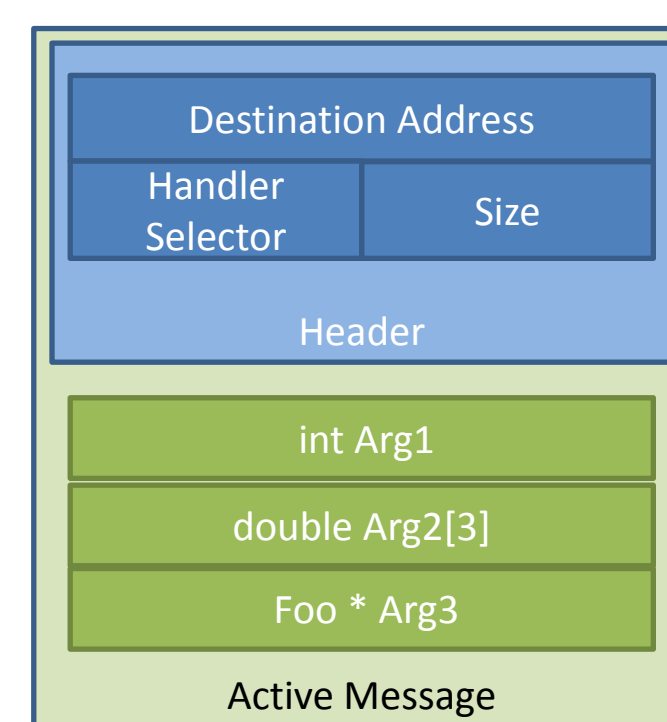 Destination Address
Handler
Selector
Size
Header
int Arg1
double Arg2[3]
Foo * Arg3
Active Message